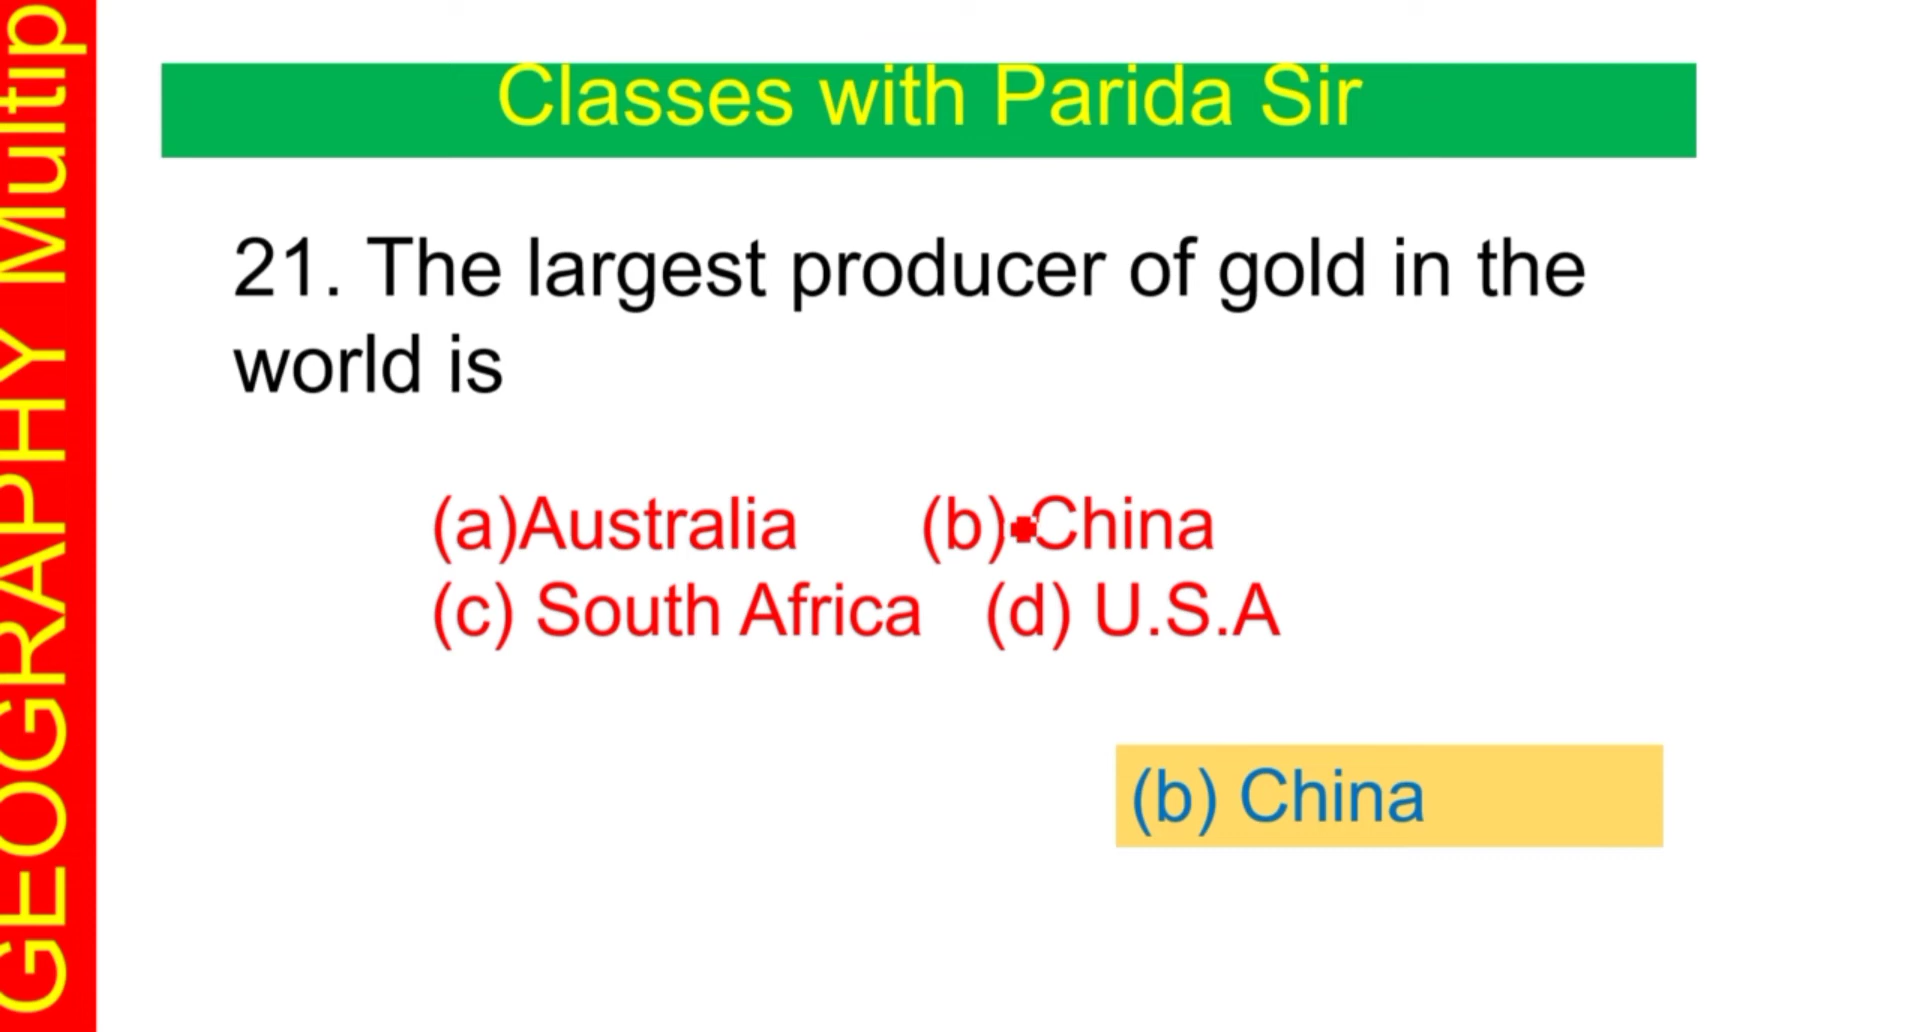 GEOGRAPHY Multip
Classes with Parida Sir
21. The largest producer of gold in the
world is
(a)Australia (b) China
(c) South Africa (d) U.S.A
(b) China